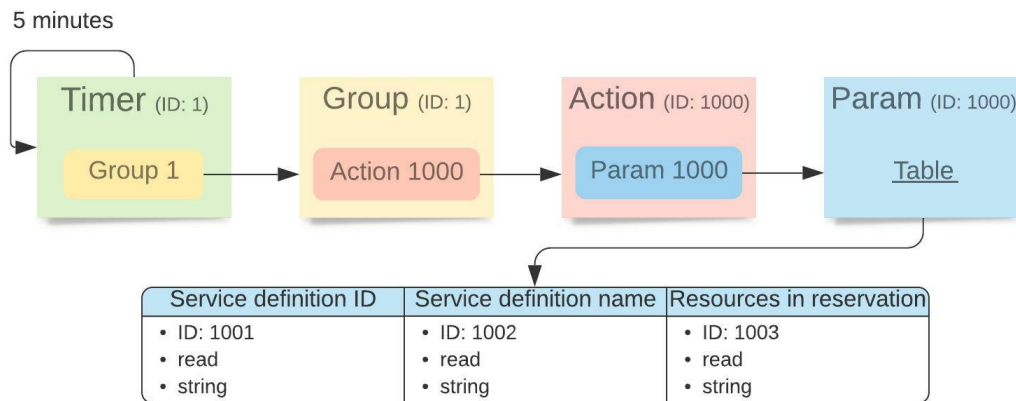 5 minutes
Timer (ID: 1)
Group (ID: 1)
Action (ID: 1000)
Param (ID: 1000)
Group 1
Action 1000
Param 1000
Table
Service definition ID
Service definition name
Resources in reservation
• ID: 1001
• read
• string
• ID: 1002
• read
• string
• ID: 1003
• read
• string